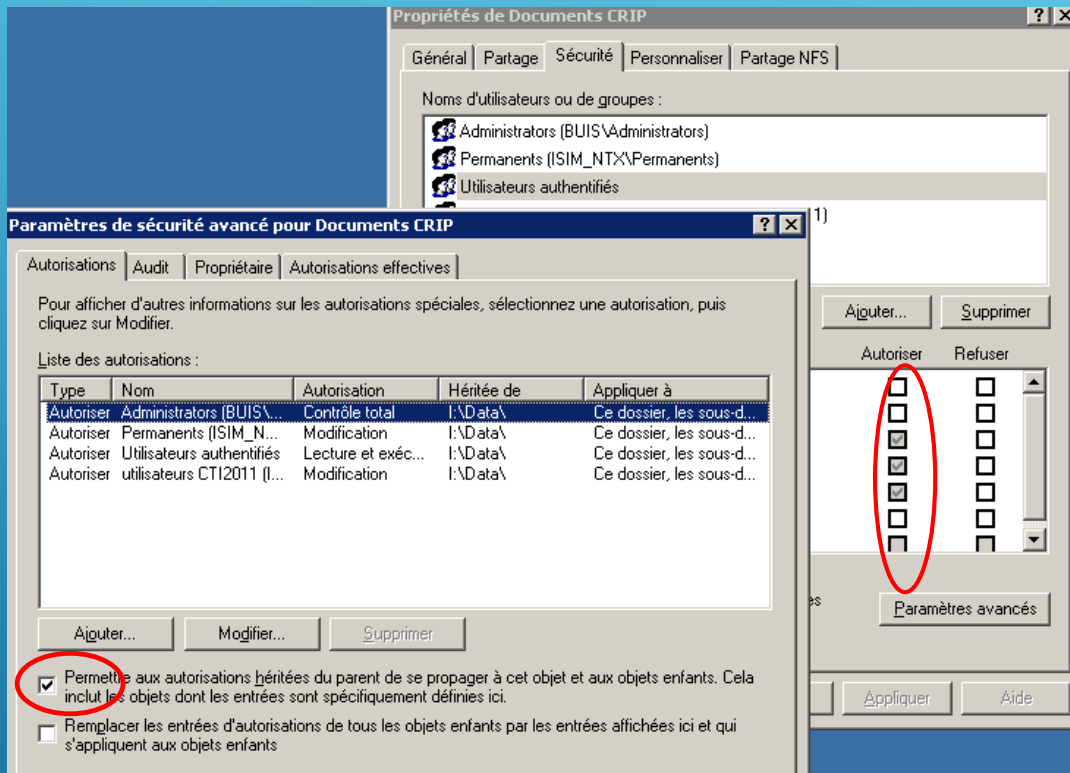 Propriétés de Documents CRIP
Général Partage Sécurité Personnaliser Partage NFS
Noms d'utilisateurs ou de groupes :
Administrators (BUIS\Administrators)
Permanents (ISIM_NTX\Permanents)
Utilisateurs authentifiés
1)
Ajouter... Supprimer
Autoriser Refuser
Paramètres avancés
Appliquer Aide
Paramètres de sécurité avancé pour Documents CRIP
Autorisations Audit Propriétaire Autorisations effectives
Pour afficher d'autres informations sur les autorisations spéciales, sélectionnez une autorisation, puis
cliquez sur Modifier.
Liste des autorisations :
Type Nom Autorisation Héritée de Appliquer à
Autoriser Administrators (BUIS\... Contrôle total I:\Data\ Ce dossier, les sous-d...
Autoriser Permanents (ISIM_N... Modification I:\Data\ Ce dossier, les sous-d...
Autoriser Utilisateurs authentifiés Lecture et exéc... I:\Data\ Ce dossier, les sous-d...
Autoriser utilisateurs CTI2011 (I... Modification I:\Data\ Ce dossier, les sous-d...
Ajouter... Modifier... Supprimer
Permettre aux autorisations héritées du parent de se propager à cet objet et aux objets enfants. Cela
inclut les objets dont les entrées sont spécifiquement définies ici.
Remplacer les entrées d'autorisations de tous les objets enfants par les entrées affichées ici et qui
s'appliquent aux objets enfants